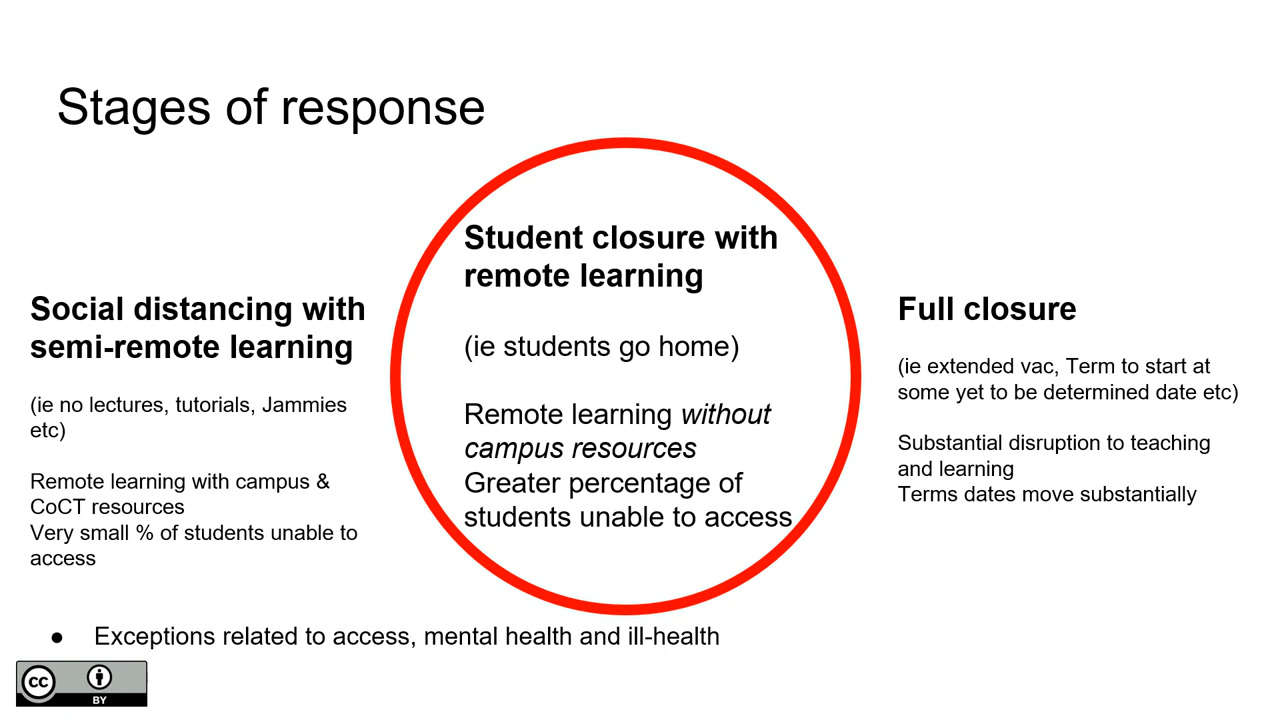 Stages of response
Social distancing with
semi-remote learning
(ie no lectures, tutorials, Jammies
etc)
Remote learning with campus &
CoCT resources
Very small % of students unable to
access
Student closure with
remote learning
(ie students go home)
Remote learning without
campus resources
Greater percentage of
students unable to access
Full closure
(ie extended vac, Term to start at
some yet to be determined date etc)
Substantial disruption to teaching
and learning
Terms dates move substantially
● Exceptions related to access, mental health and ill-health
cc
BY